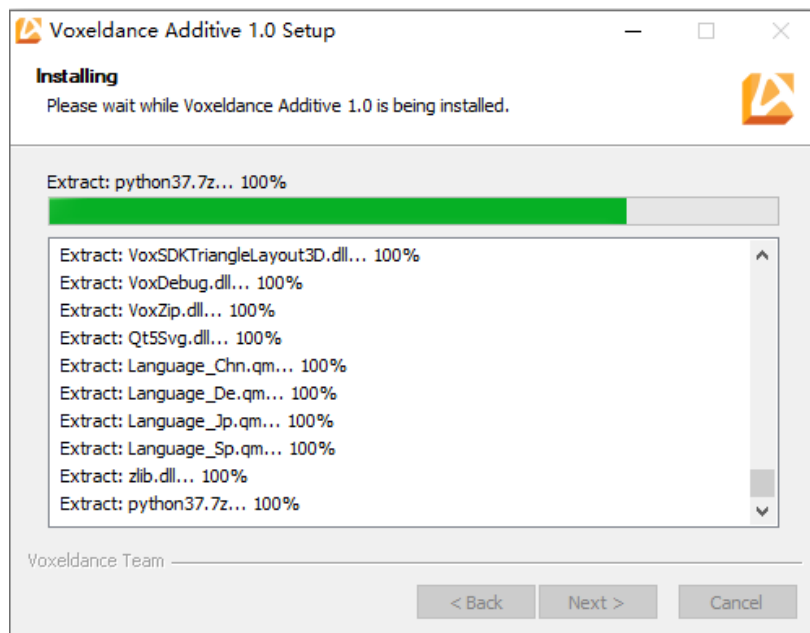 Voxeldance Additive 1.0 Setup
Installing
Please wait while Voxeldance Additive 1.0 is being installed.
Extract: python37.7z... 100%
Extract: VoxSDKTriangleLayout3D.dll... 100%
Extract: VoxDebug.dll... 100%
Extract: VoxZip.dll... 100%
Extract: Qt5Svg.dll... 100%
Extract: Language_Chn.qm... 100%
Extract: Language_De.qm... 100%
Extract: Language_Jp.qm... 100%
Extract: Language_Sp.qm... 100%
Extract: zlib.dll... 100%
Extract: python37.7z... 100%
Voxeldance Team
< Back Next > Cancel